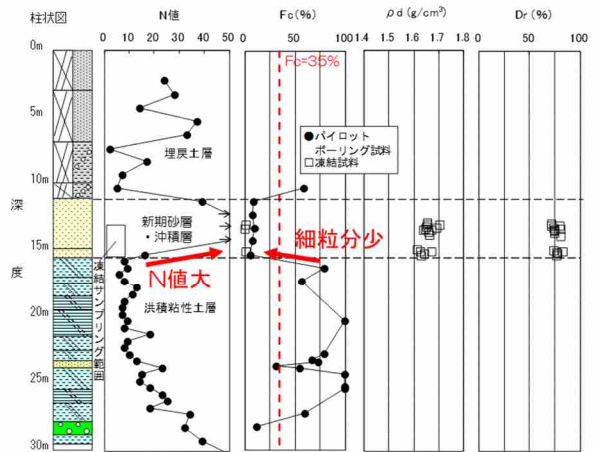 柱状図
N値
Fc(%)
ρd (g/cm³)
Dr (%)
0 10 20 30 40 50
0 50 100
1.4 1.5 1.6 1.7 1.8
0 50 100
0m
5m
10m
15m
20m
25m
30m
深度
Fc=35%
●パイロットボーリング試料
□凍結試料
埋戻土層
新期砂層
・沖積層
細粒分少
N値大
洪積粘性土層
凍結サンプリング範囲